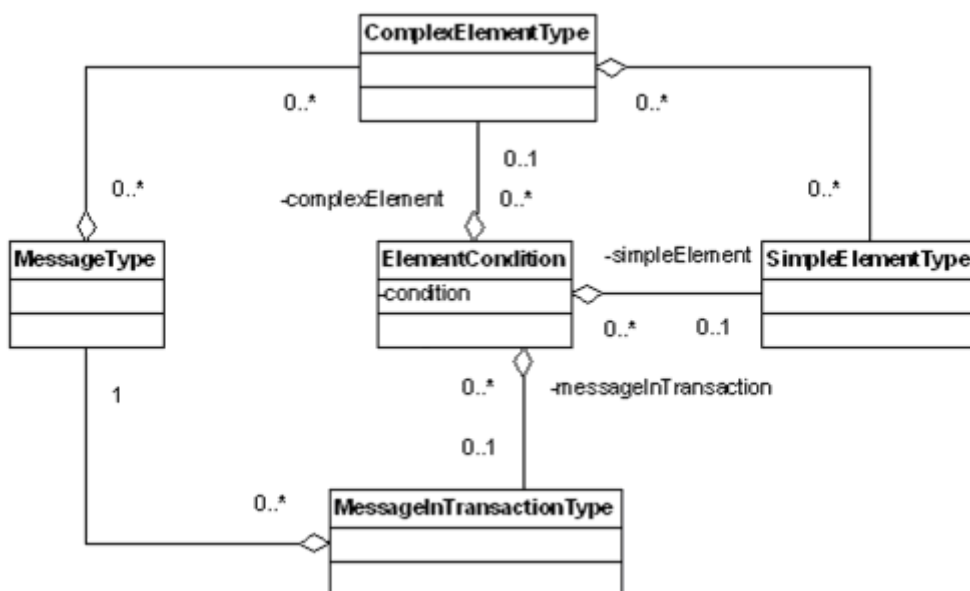 ComplexElementType
0..*
0..*
0..1
0..*
-complexElement
0..*
0..*
MessageType
ElementCondition
-condition
-simpleElement
SimpleElementType
0..*
0..1
1
0..*
-messageInTransaction
0..1
0..*
MessageInTransactionType